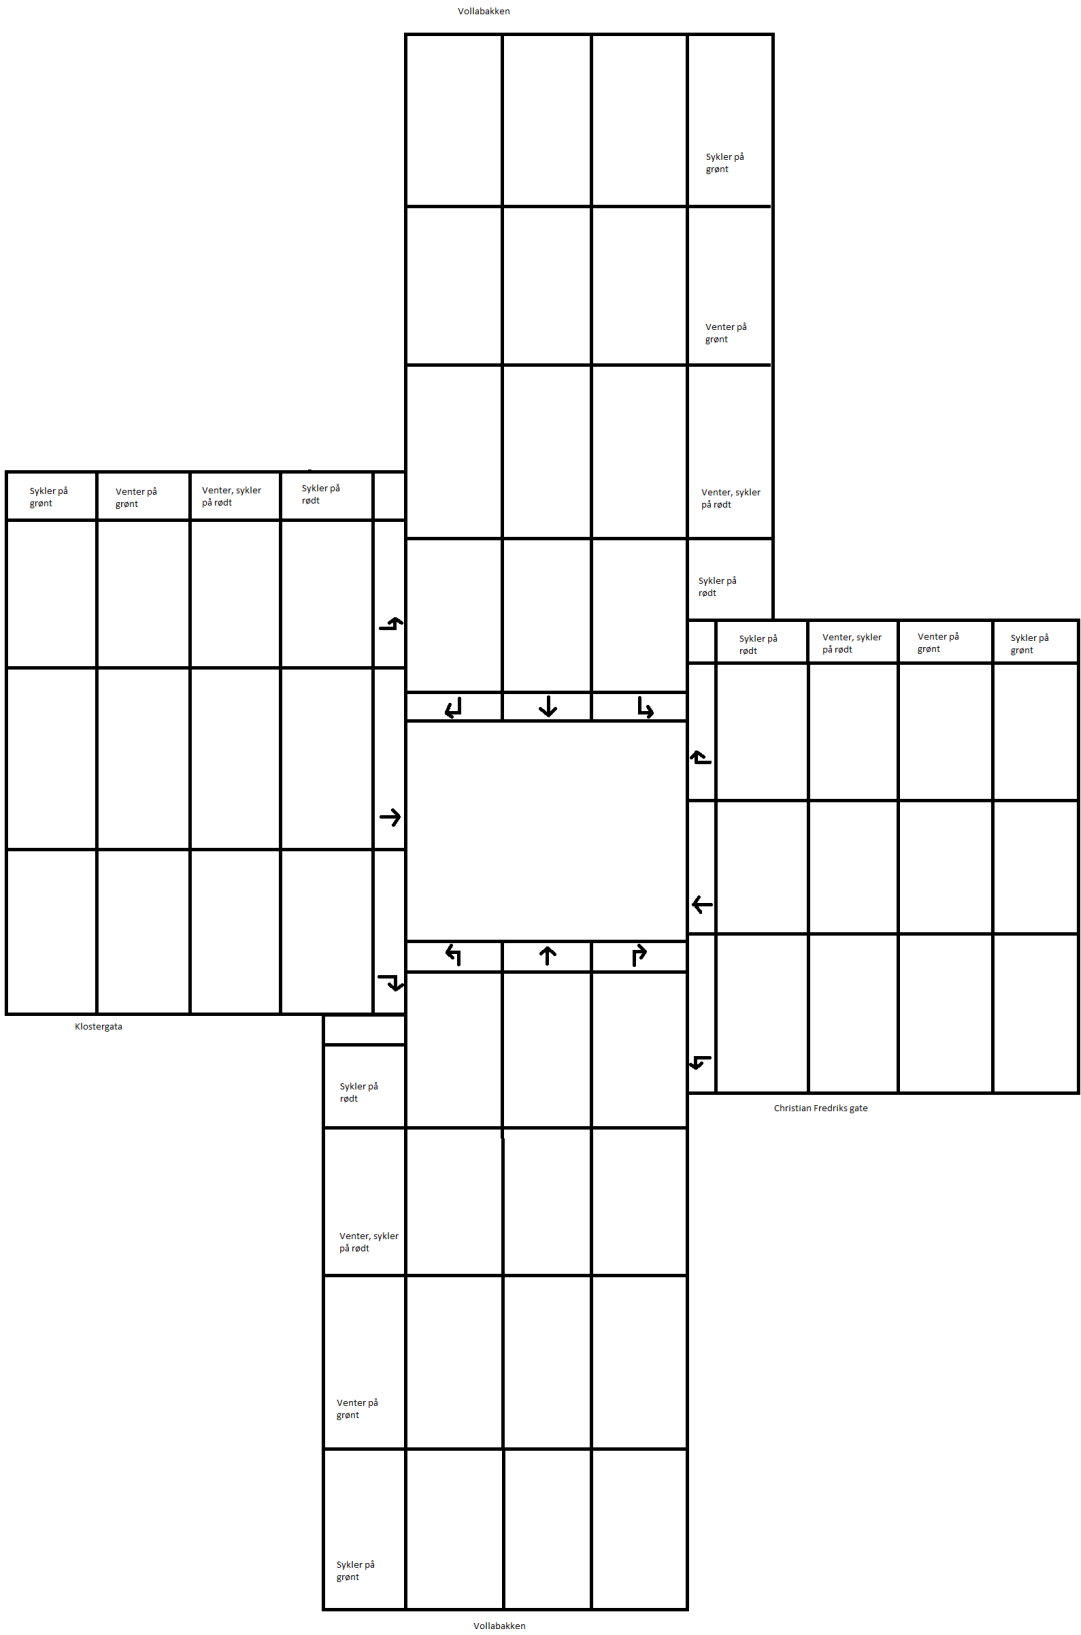 Vollabakken
Sykler på
grønt
Venter på
grønt
Venter, sykler
på rødt
Sykler på
rødt
Sykler på
grønt
Venter på
grønt
Venter, sykler
på rødt
Sykler på
rødt
Klostergata
Sykler på
rødt
Venter, sykler
på rødt
Venter på
grønt
Sykler på
grønt
Christian Fredriks gate
Sykler på
rødt
Venter, sykler
på rødt
Venter på
grønt
Sykler på
grønt
Vollabakken